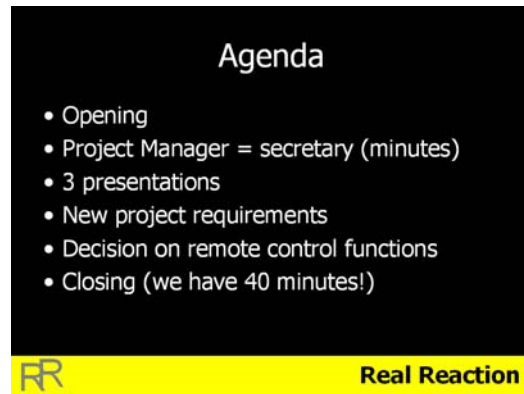 Agenda
• Opening
• Project Manager = secretary (minutes)
• 3 presentations
• New project requirements
• Decision on remote control functions
• Closing (we have 40 minutes!)
RR
Real Reaction